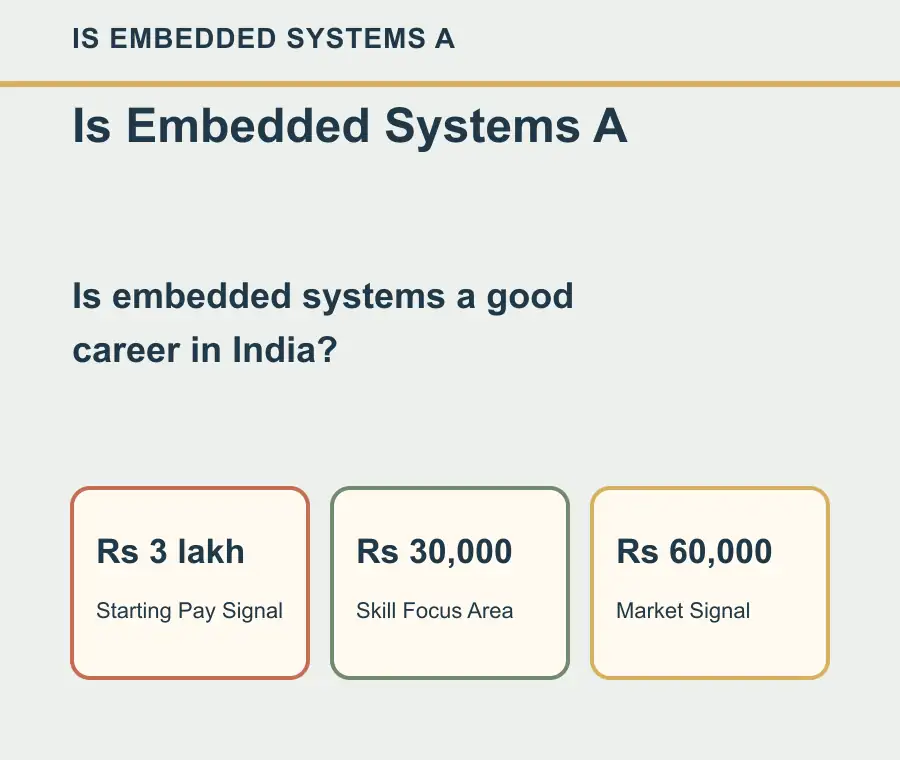 IS EMBEDDED SYSTEMS A
Is Embedded Systems A
Is embedded systems a good
career in India?
Rs 3 lakh
Starting Pay Signal
Rs 30,000
Skill Focus Area
Rs 60,000
Market Signal